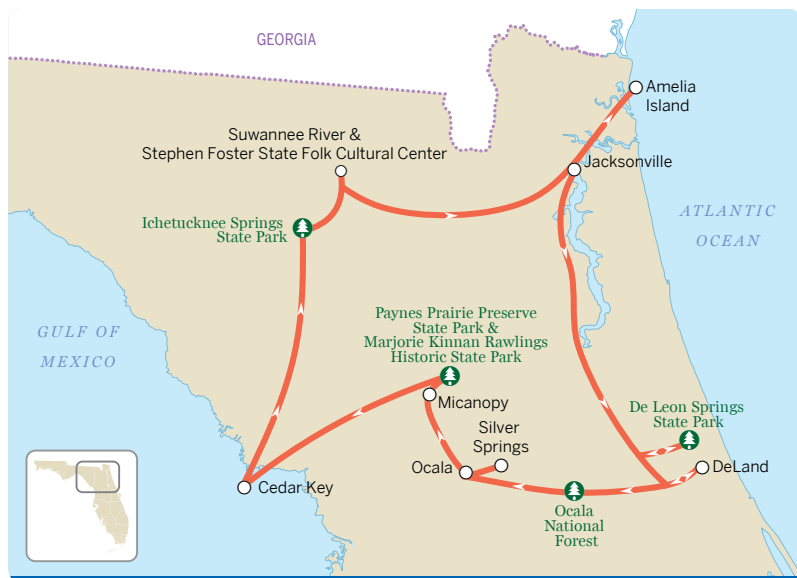 GEORGIA
Amelia
Island
Suwannee River &
Stephen Foster State Folk Cultural Center
Jacksonville
Ichetucknee Springs
State Park
ATLANTIC
OCEAN
GULF OF
MEXICO
Paynes Prairie Preserve
State Park &
Marjorie Kinnan Rawlings
Historic State Park
Micanopy
De Leon Springs
State Park
Silver
Springs
Ocala
DeLand
Cedar Key
Ocala
National
Forest